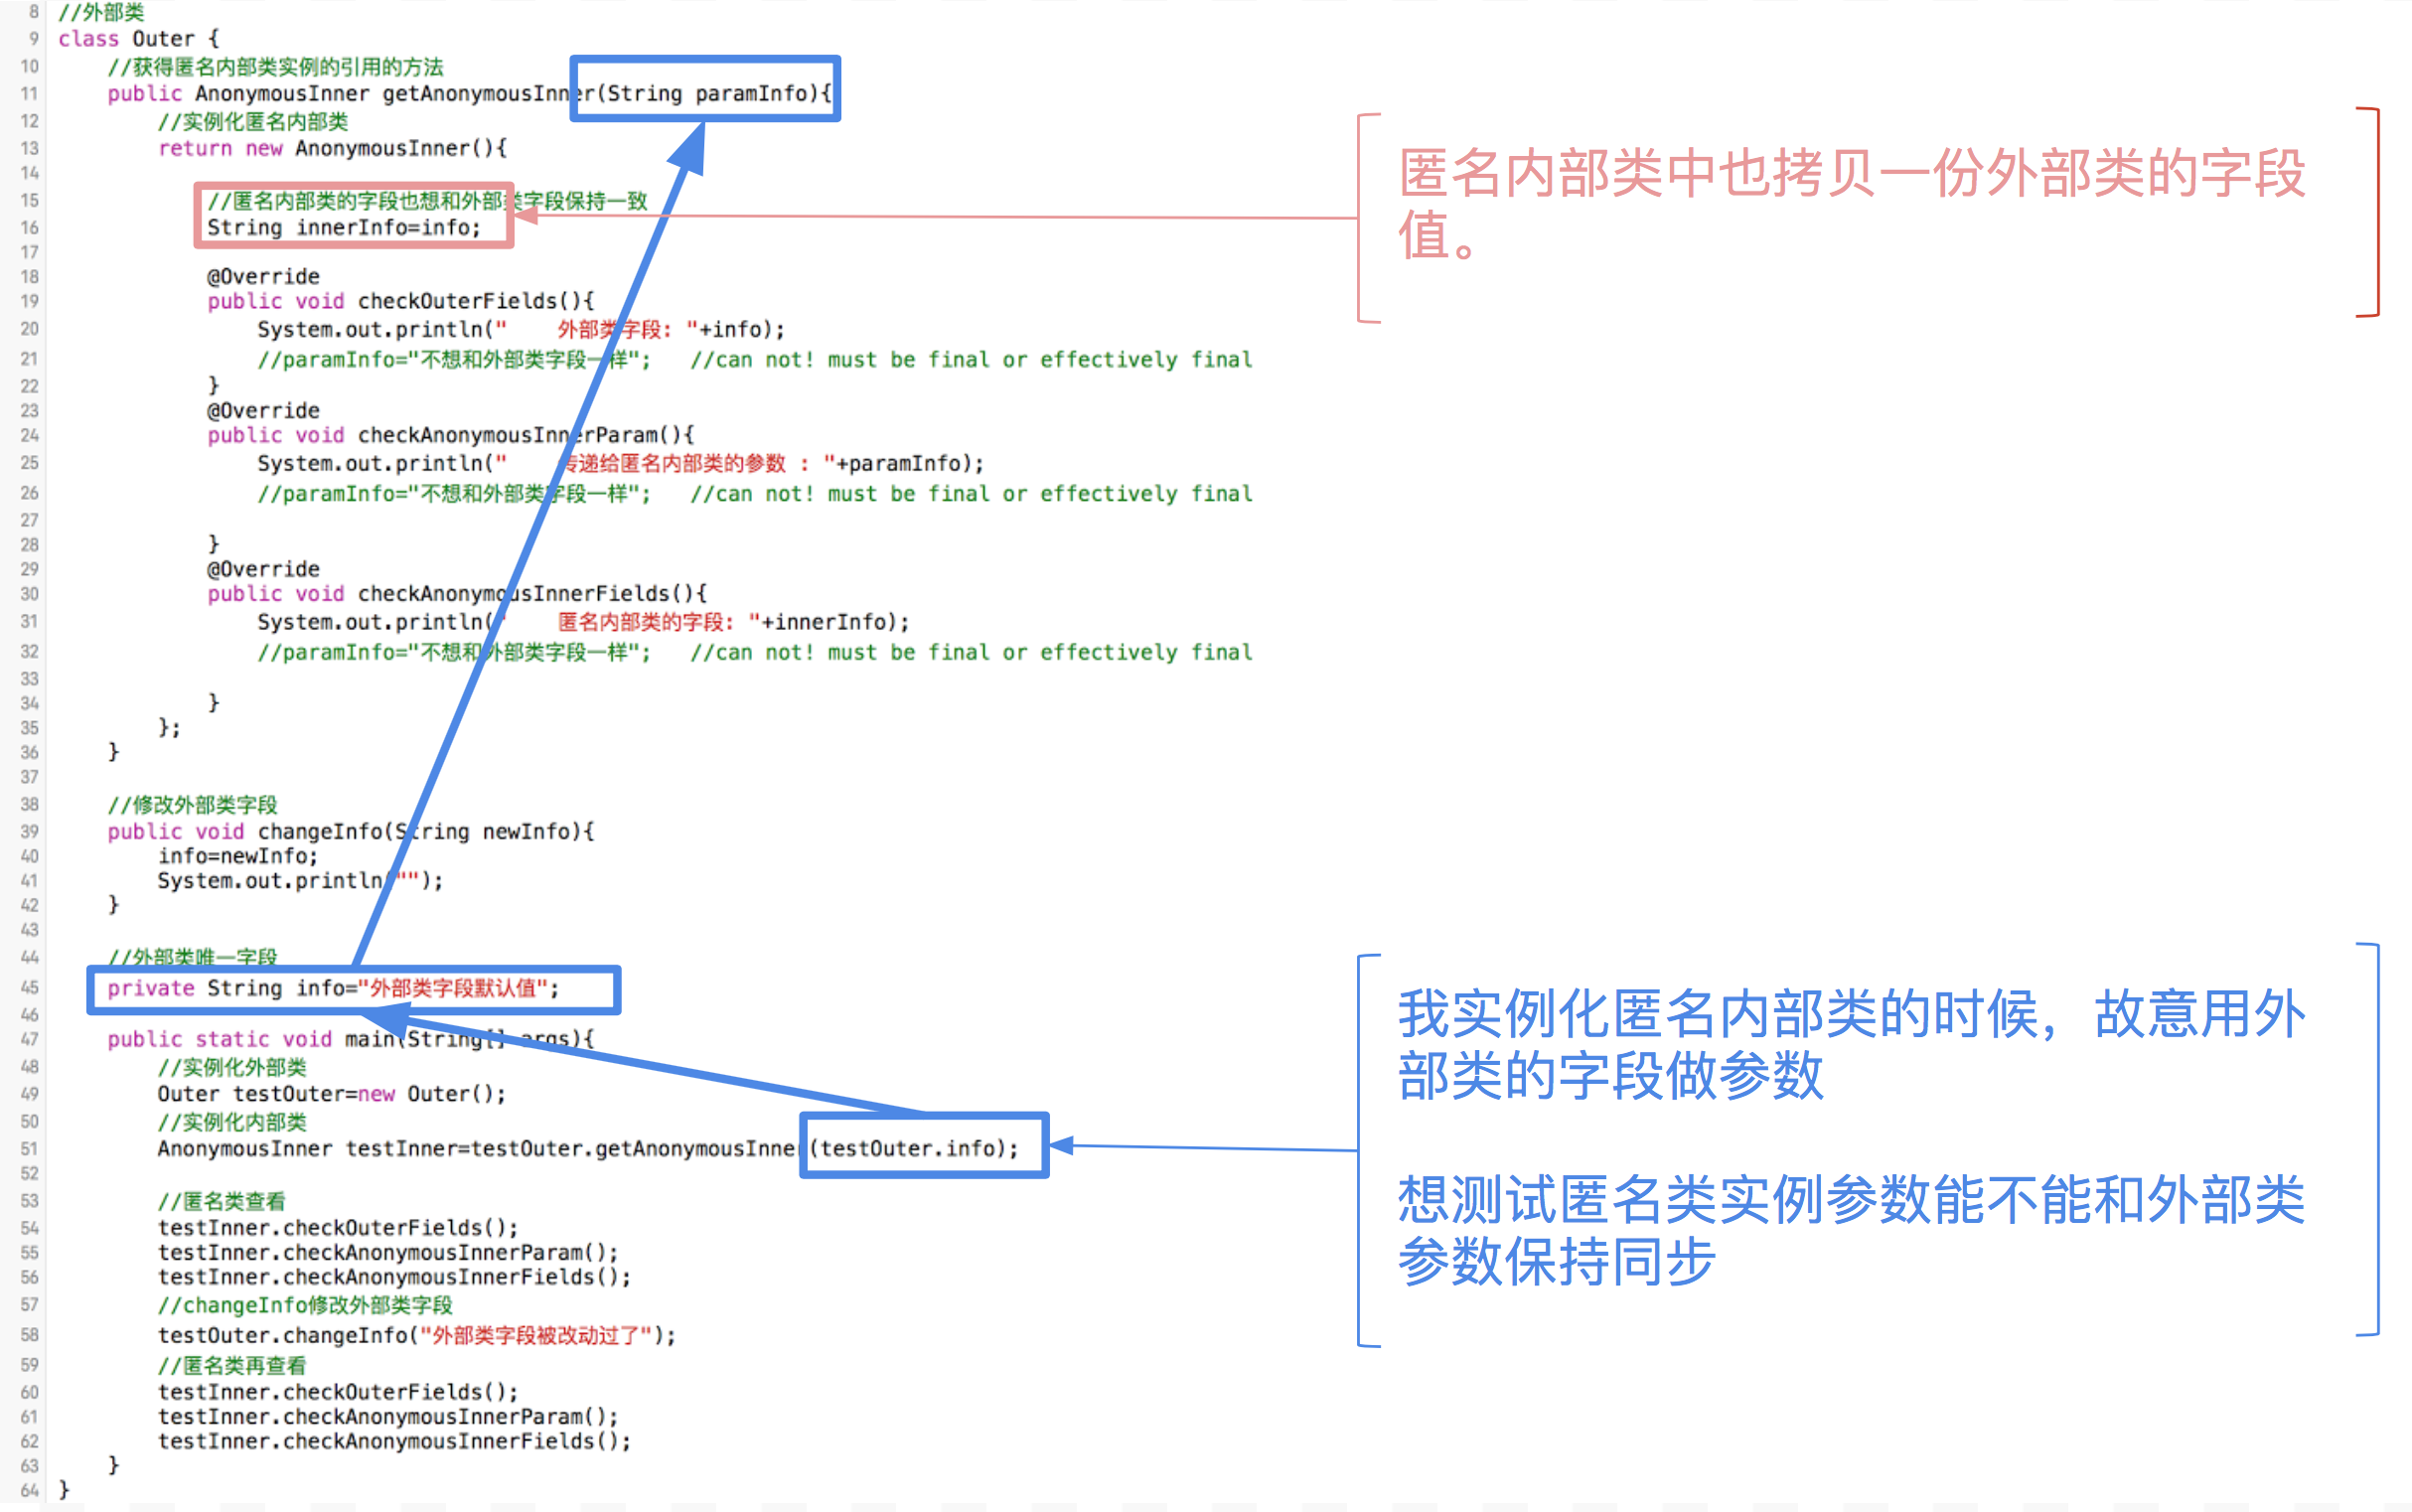 8 //外部类
9 class Outer {
10 //获得匿名内部类实例的引用的方法
11 public AnonymousInner getAnonymousInner(String paramInfo){
12 //实例化匿名内部类
13 return new AnonymousInner(){
14
15 //匿名内部类的字段也想和外部类字段保持一致
16 String innerInfo=info;
17
18 @Override
19 public void checkOuterFields(){
20 System.out.println("    外部类字段: "+info);
21 //paramInfo="不想和外部类字段一样";   //can not! must be final or effectively final
22 }
23 @Override
24 public void checkAnonymousInnerParam(){
25 System.out.println("    传递给匿名内部类的参数 : "+paramInfo);
26 //paramInfo="不想和外部类字段一样";   //can not! must be final or effectively final
27
28 }
29 @Override
30 public void checkAnonymousInnerFields(){
31 System.out.println("    匿名内部类的字段: "+innerInfo);
32 //paramInfo="不想和外部类字段一样";   //can not! must be final or effectively final
33
34 }
35 };
36 }
37
38 //修改外部类字段
39 public void changeInfo(String newInfo){
40 info=newInfo;
41 System.out.println("");
42 }
43
44 //外部类唯一字段
45 private String info="外部类字段默认值";
46
47 public static void main(String[] args){
48 //实例化外部类
49 Outer testOuter=new Outer();
50 //实例化内部类
51 AnonymousInner testInner=testOuter.getAnonymousInner(testOuter.info);
52
53 //匿名类查看
54 testInner.checkOuterFields();
55 testInner.checkAnonymousInnerParam();
56 testInner.checkAnonymousInnerFields();
57 //changeInfo修改外部类字段
58 testOuter.changeInfo("外部类字段被改动过了");
59 //匿名类再查看
60 testInner.checkOuterFields();
61 testInner.checkAnonymousInnerParam();
62 testInner.checkAnonymousInnerFields();
63 }
64 }
匿名内部类中也拷贝一份外部类的字段
值。
我实例化匿名内部类的时候，故意用外
部类的字段做参数
想测试匿名类实例参数能不能和外部类
参数保持同步